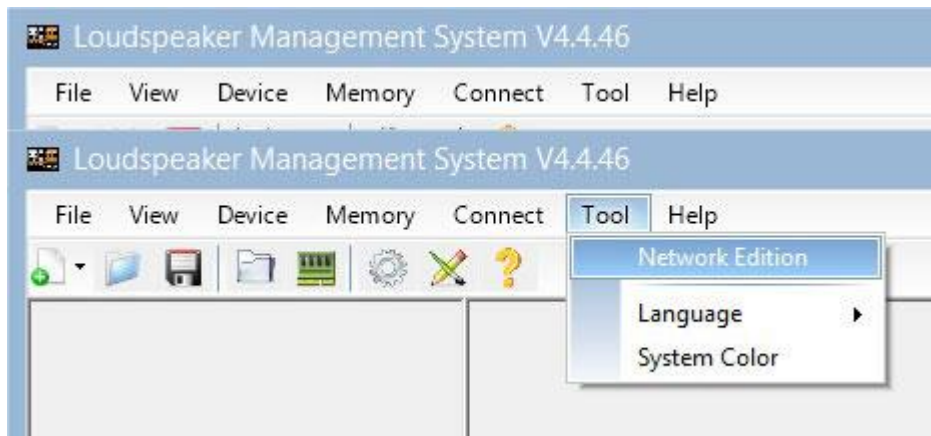 Loudspeaker Management System V4.4.46
File View Device Memory Connect Tool Help
Loudspeaker Management System V4.4.46
File View Device Memory Connect Tool Help
Network Edition
Language
System Color